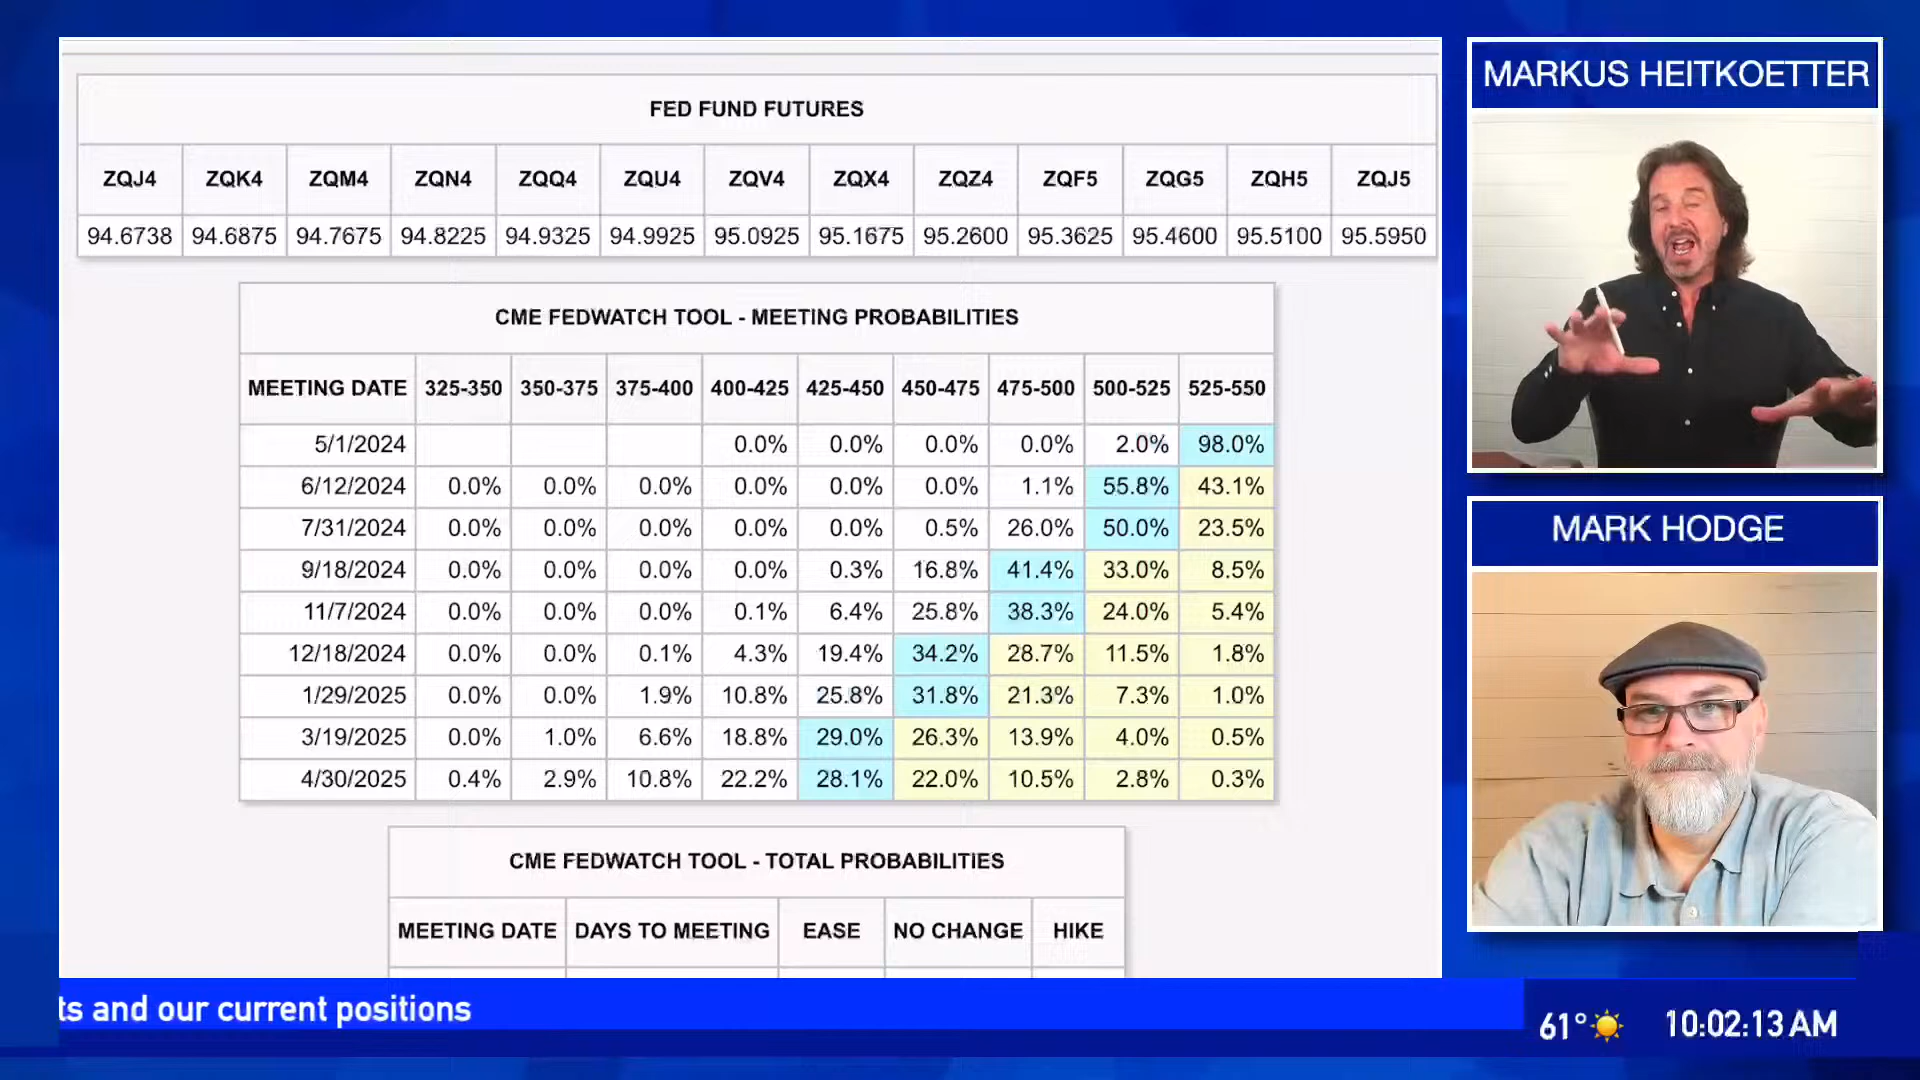 FED FUND FUTURES
ZQJ4 ZQK4 ZQM4 ZQN4 ZQQ4 ZQU4 ZQV4 ZQX4 ZQZ4 ZQF5 ZQG5 ZQH5 ZQJ5
94.6738 94.6875 94.7675 94.8225 94.9325 94.9925 95.0925 95.1675 95.2600 95.3625 95.4600 95.5100 95.5950
CME FEDWATCH TOOL - MEETING PROBABILITIES
MEETING DATE 325-350 350-375 375-400 400-425 425-450 450-475 475-500 500-525 525-550
5/1/2024 0.0% 0.0% 0.0% 0.0% 2.0% 98.0%
6/12/2024 0.0% 0.0% 0.0% 0.0% 0.0% 0.0% 1.1% 55.8% 43.1%
7/31/2024 0.0% 0.0% 0.0% 0.0% 0.0% 0.5% 26.0% 50.0% 23.5%
9/18/2024 0.0% 0.0% 0.0% 0.0% 0.3% 16.8% 41.4% 33.0% 8.5%
11/7/2024 0.0% 0.0% 0.0% 0.1% 6.4% 25.8% 38.3% 24.0% 5.4%
12/18/2024 0.0% 0.0% 0.1% 4.3% 19.4% 34.2% 28.7% 11.5% 1.8%
1/29/2025 0.0% 0.0% 1.9% 10.8% 25.8% 31.8% 21.3% 7.3% 1.0%
3/19/2025 0.0% 1.0% 6.6% 18.8% 29.0% 26.3% 13.9% 4.0% 0.5%
4/30/2025 0.4% 2.9% 10.8% 22.2% 28.1% 22.0% 10.5% 2.8% 0.3%
CME FEDWATCH TOOL - TOTAL PROBABILITIES
MEETING DATE DAYS TO MEETING EASE NO CHANGE HIKE
MARKUS HEITKOETTER
MARK HODGE
ts and our current positions
61° 10:02:13 AM